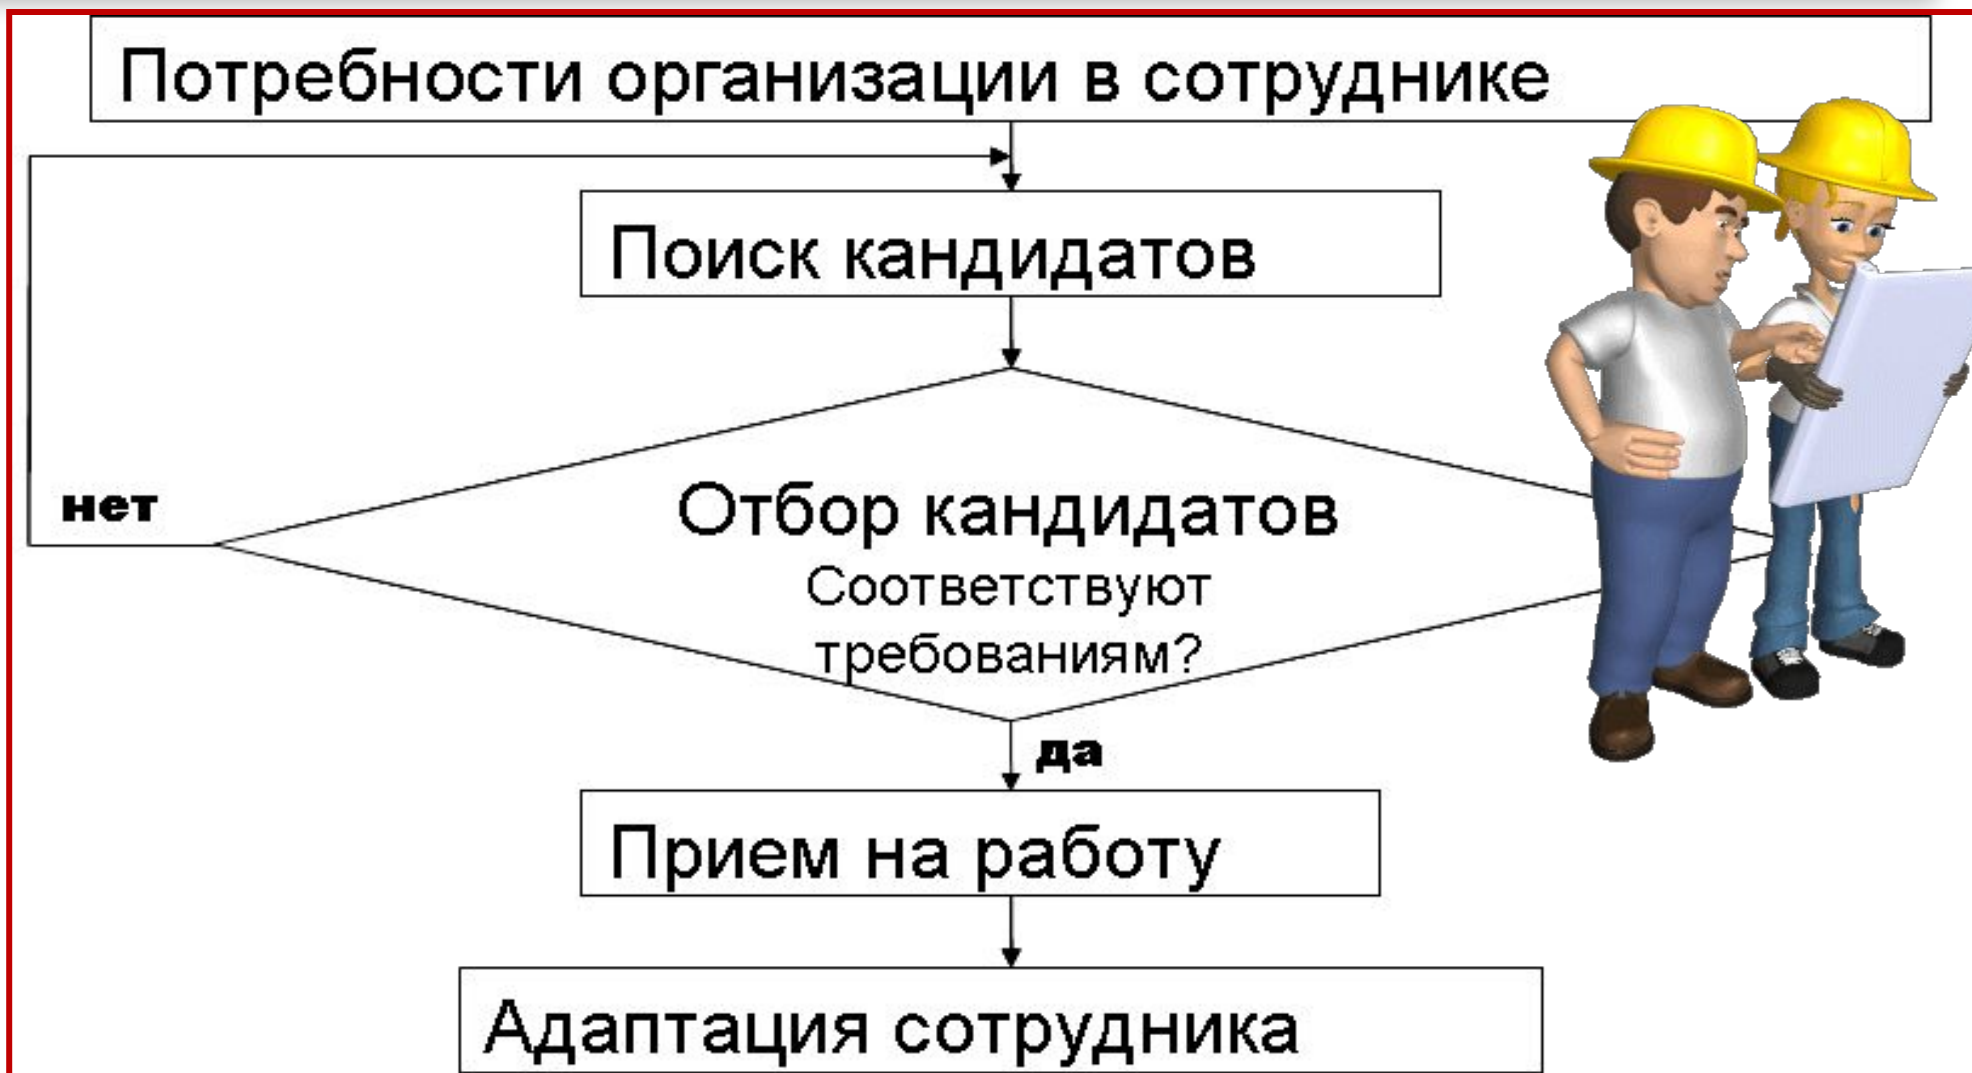 Потребности организации в сотруднике
Поиск кандидатов
нет
Отбор кандидатов
Соответствуют
требованиям?
да
Прием на работу
Адаптация сотрудника